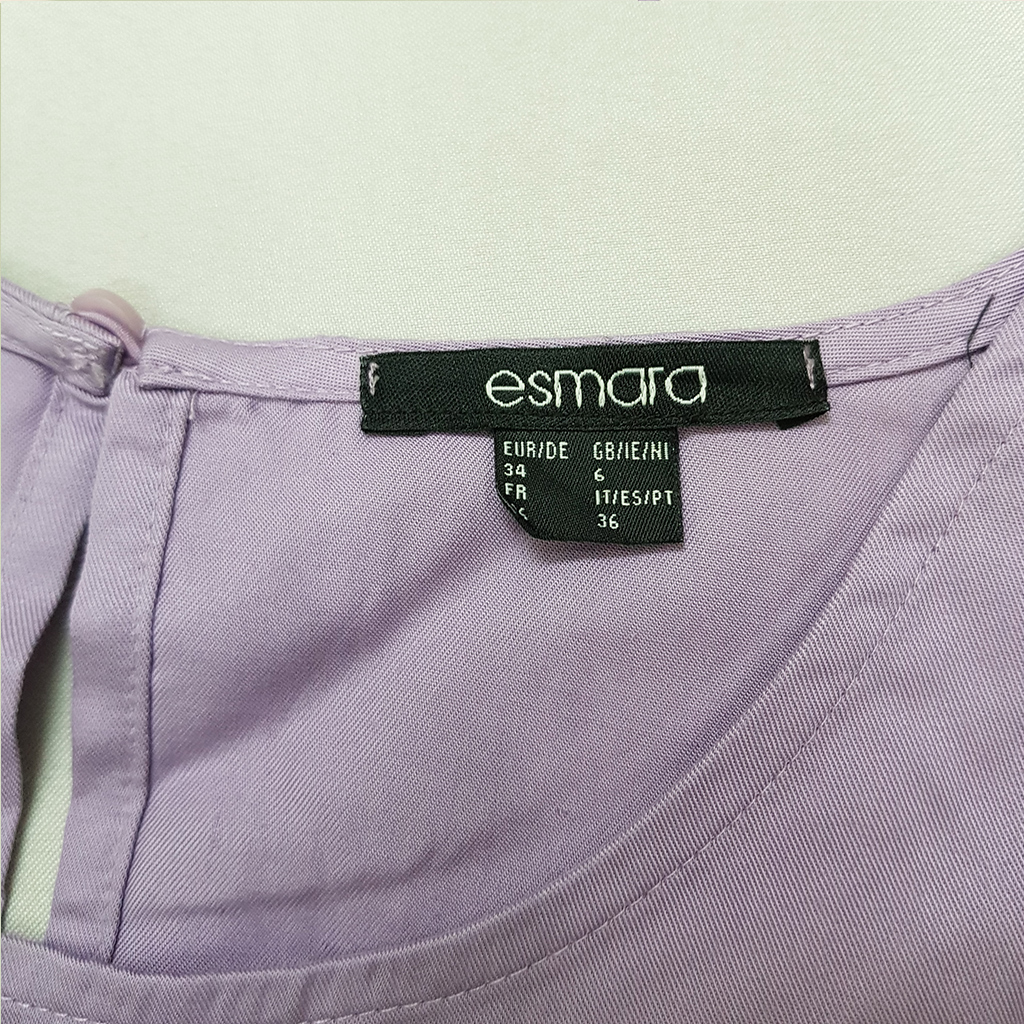 esmara
EUR/DE GB/IE/NI
34 6
FR IT/ES/PT
36